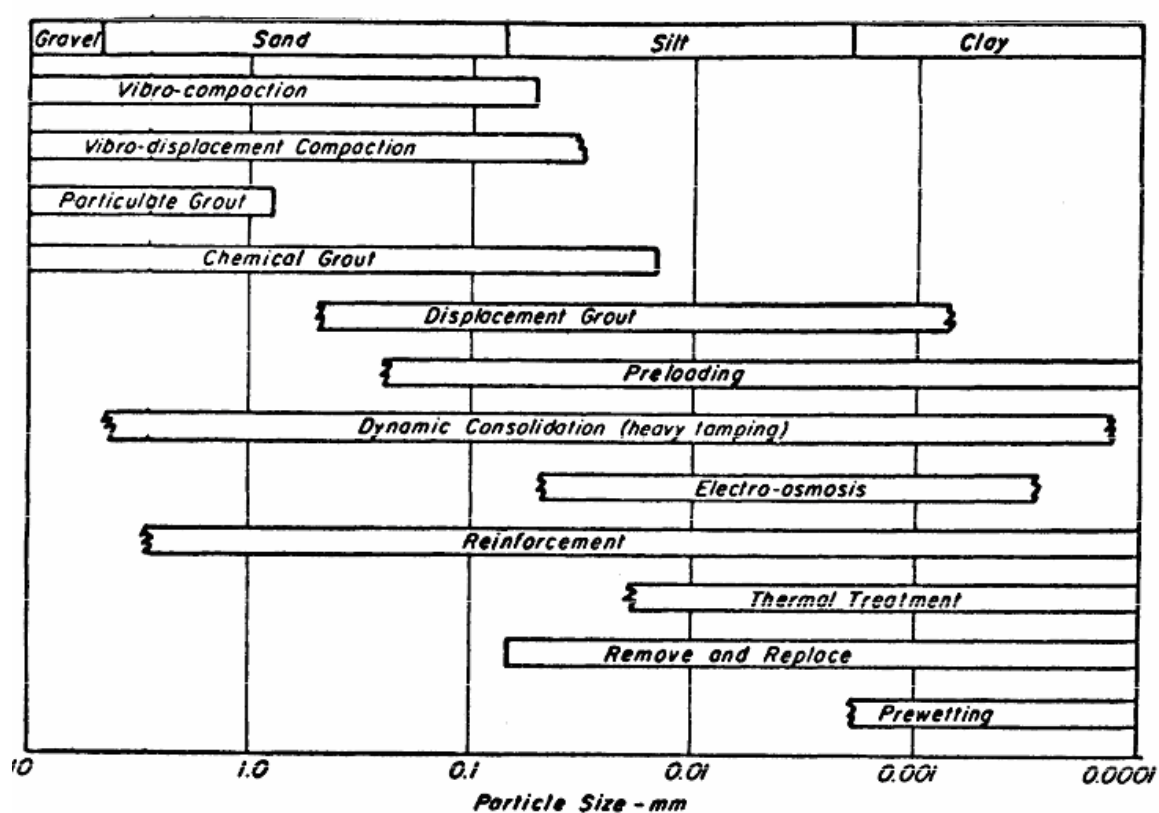 Gravel Sand Silt Clay
Vibro-compaction
Vibro-displacement Compaction
Particulate Grout
Chemical Grout
Displacement Grout
Preloading
Dynamic Consolidation (heavy tamping)
Electro-osmosis
Reinforcement
Thermal Treatment
Remove and Replace
Prewetting
10 1.0 0.1 0.01 0.001 0.0001
Particle Size - mm